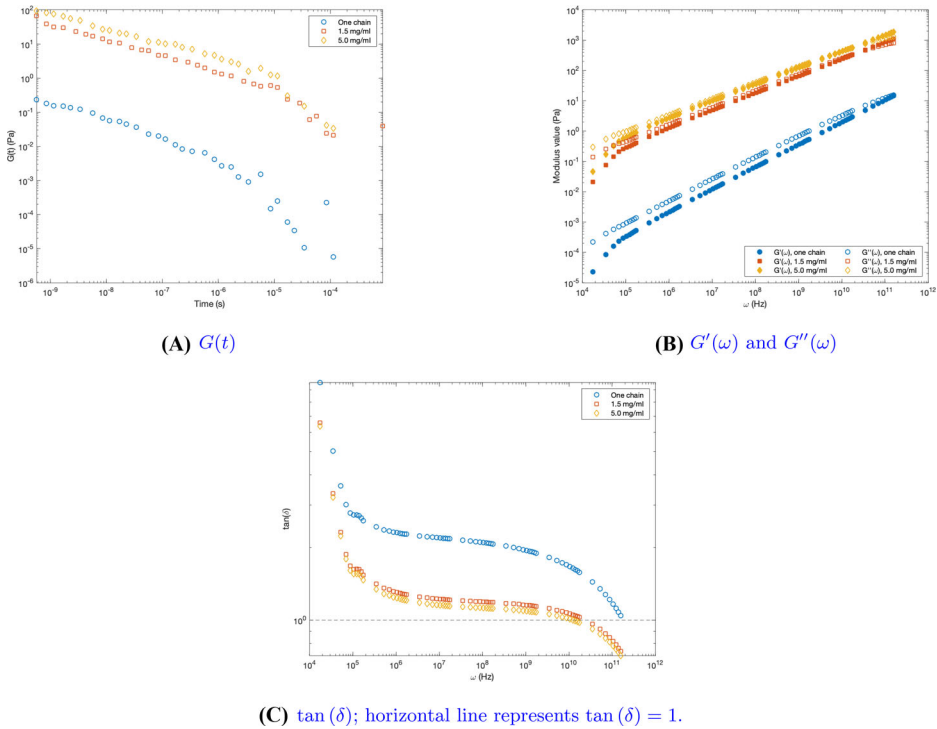 10^2
10^1
10^0
10^-1
10^-2
10^-3
10^-4
10^-5
10^-6
G(t) (Pa)
10^-9 10^-8 10^-7 10^-6 10^-5 10^-4
Time (s)
One chain
1.5 mg/ml
5.0 mg/ml
(A) G(t)
10^4
10^3
10^2
10^1
10^0
10^-1
10^-2
10^-3
10^-4
10^-5
Modulus value (Pa)
10^4 10^5 10^6 10^7 10^8 10^9 10^10 10^11 10^12
ω (Hz)
G'(ω), one chain G''(ω), one chain
G'(ω), 1.5 mg/ml G''(ω), 1.5 mg/ml
G'(ω), 5.0 mg/ml G''(ω), 5.0 mg/ml
(B) G′(ω) and G″(ω)
tan(δ)
10^0
10^4 10^5 10^6 10^7 10^8 10^9 10^10 10^11 10^12
ω (Hz)
One chain
1.5 mg/ml
5.0 mg/ml
(C) tan (δ); horizontal line represents tan (δ) = 1.